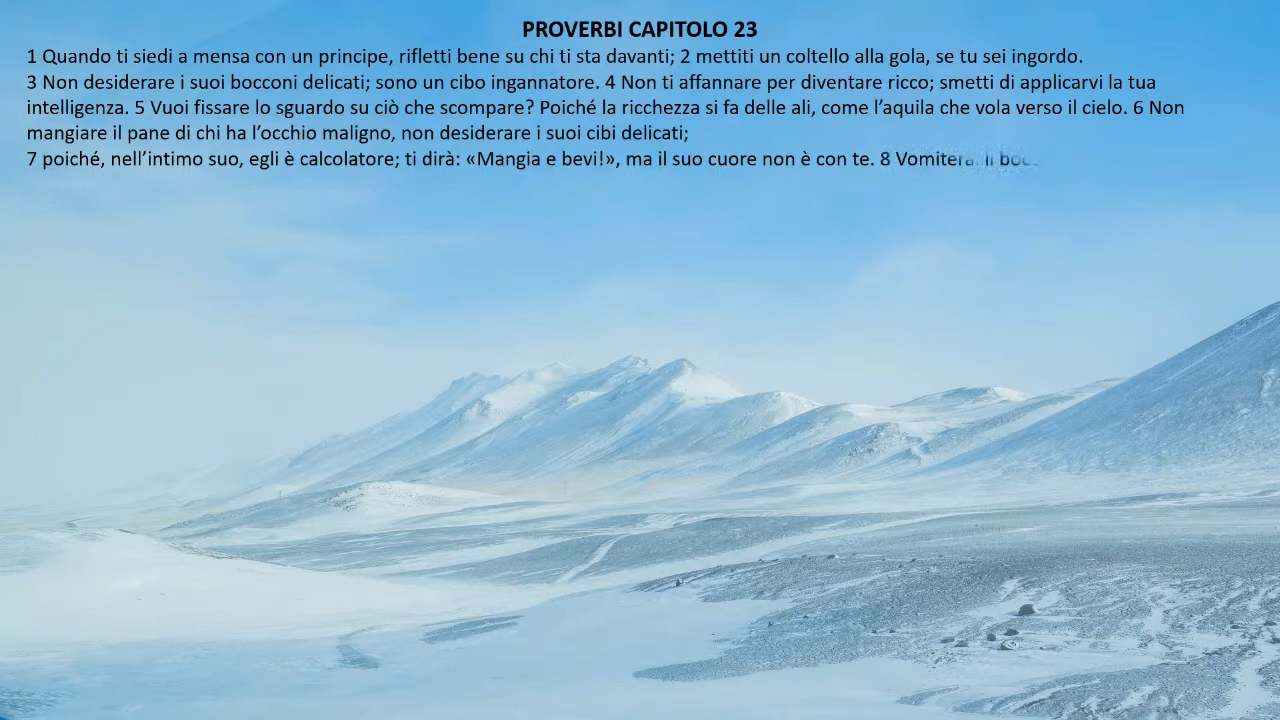 PROVERBI CAPITOLO 23
1 Quando ti siedi a mensa con un principe, rifletti bene su chi ti sta davanti; 2 mettiti un coltello alla gola, se tu sei ingordo.
3 Non desiderare i suoi bocconi delicati; sono un cibo ingannatore. 4 Non ti affannare per diventare ricco; smetti di applicarvi la tua
intelligenza. 5 Vuoi fissare lo sguardo su ciò che scompare? Poiché la ricchezza si fa delle ali, come l’aquila che vola verso il cielo. 6 Non
mangiare il pane di chi ha l’occhio maligno, non desiderare i suoi cibi delicati;
7 poiché, nell’intimo suo, egli è calcolatore; ti dirà: «Mangia e bevi!», ma il suo cuore non è con te. 8